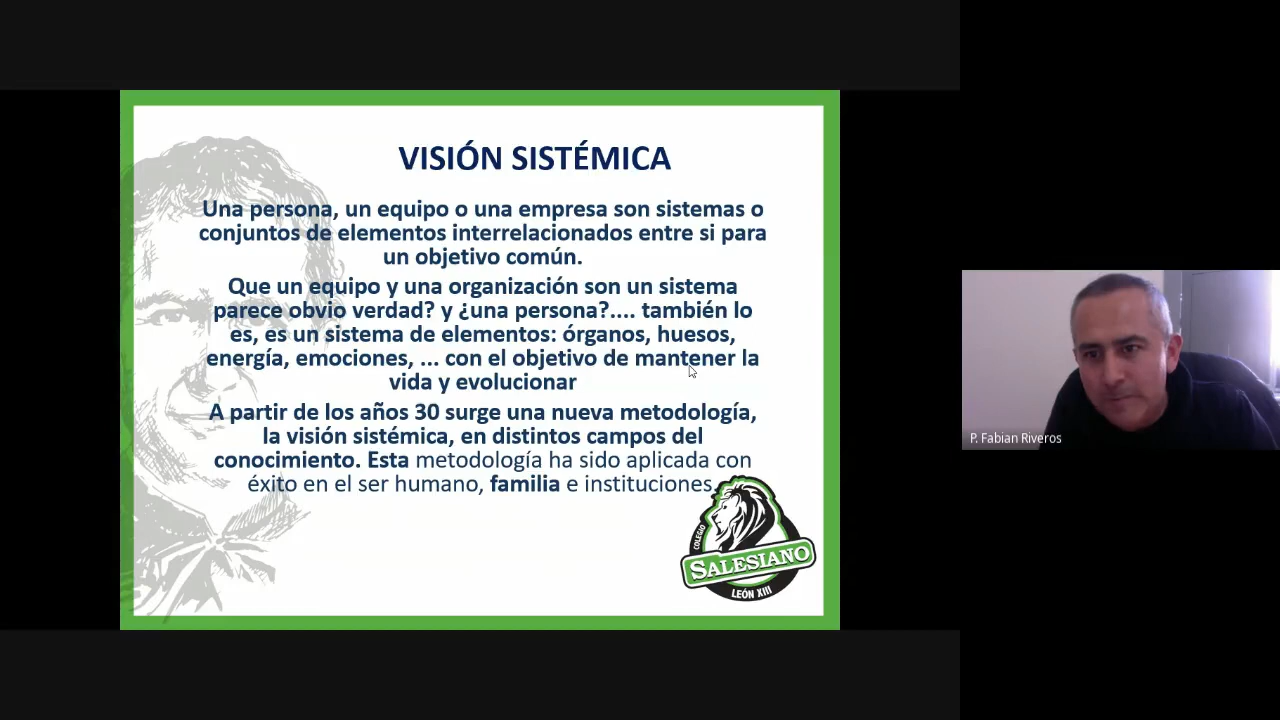 VISIÓN SISTÉMICA
Una persona, un equipo o una empresa son sistemas o
conjuntos de elementos interrelacionados entre si para
un objetivo común.
Que un equipo y una organización son un sistema
parece obvio verdad? y ¿una persona?.... también lo
es, es un sistema de elementos: órganos, huesos,
energía, emociones, ... con el objetivo de mantener la
vida y evolucionar
A partir de los años 30 surge una nueva metodología,
la visión sistémica, en distintos campos del
conocimiento. Esta metodología ha sido aplicada con
éxito en el ser humano, familia e instituciones.
COLEGIO
SALESIANO
LEÓN XIII
P. Fabian Riveros